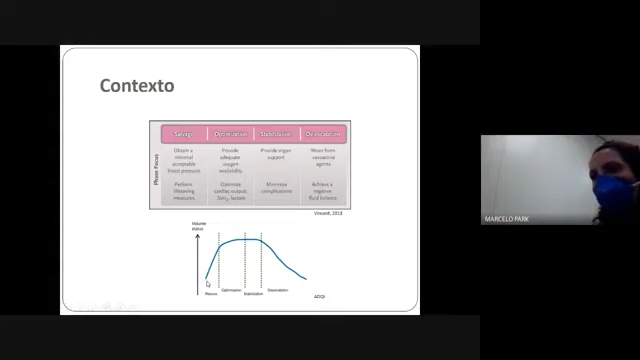 Contexto
Salvage Optimization Stabilization De-escalation
Phase Focus
Obtain a minimal acceptable blood pressure
Provide adequate oxygen availability
Provide organ support
Wean from vasoactive agents
Perform lifesaving measures
Optimize cardiac output, SvO2, lactate
Minimize complications
Achieve a negative fluid balance
Vincent, 2013
Volume
status
Rescue Optimization Stabilization Deescalation
ADQI
MARCELO PARK